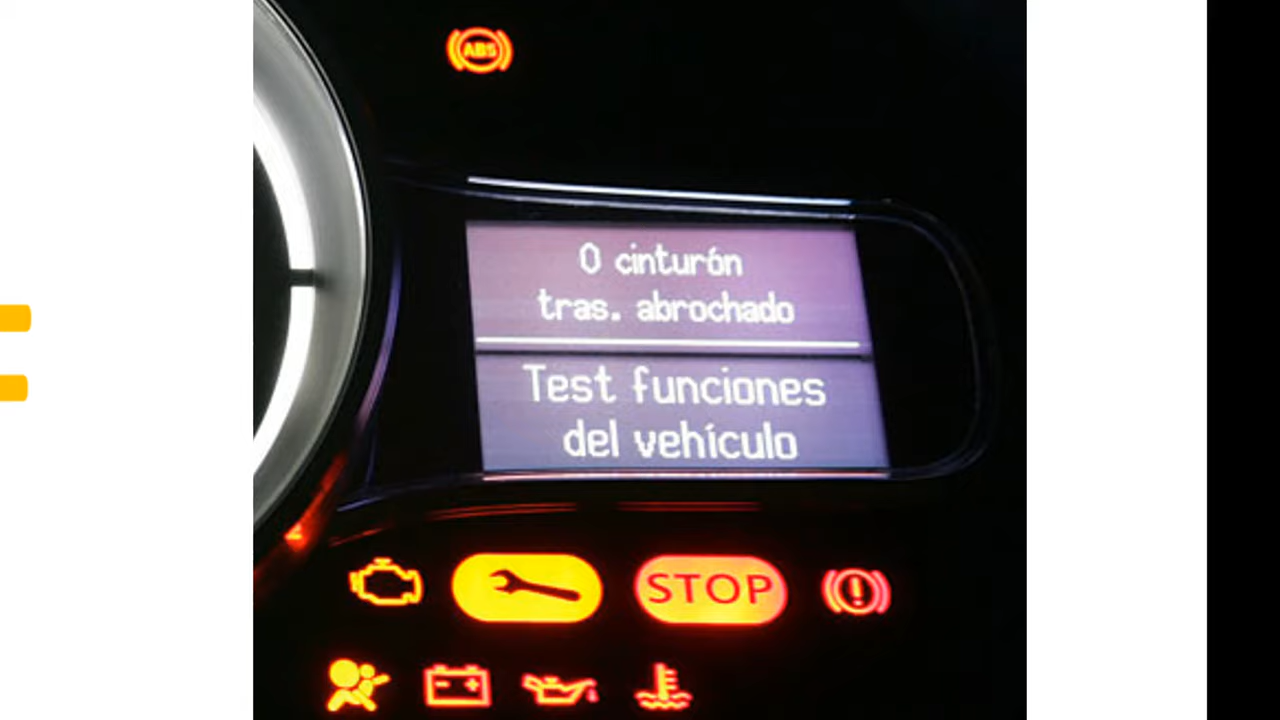 ABS
0 cinturón
tras. abrochado
Test funciones
del vehículo
STOP